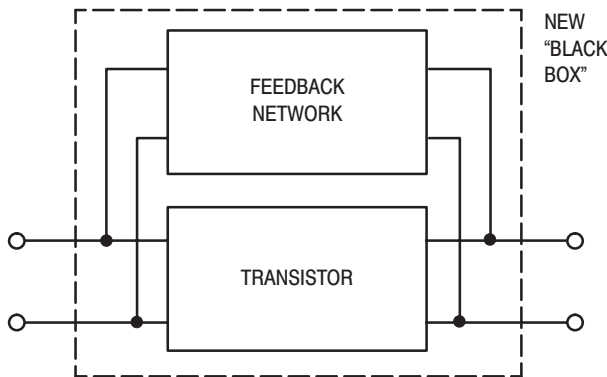 NEW
“BLACK
BOX”
FEEDBACK
NETWORK
TRANSISTOR